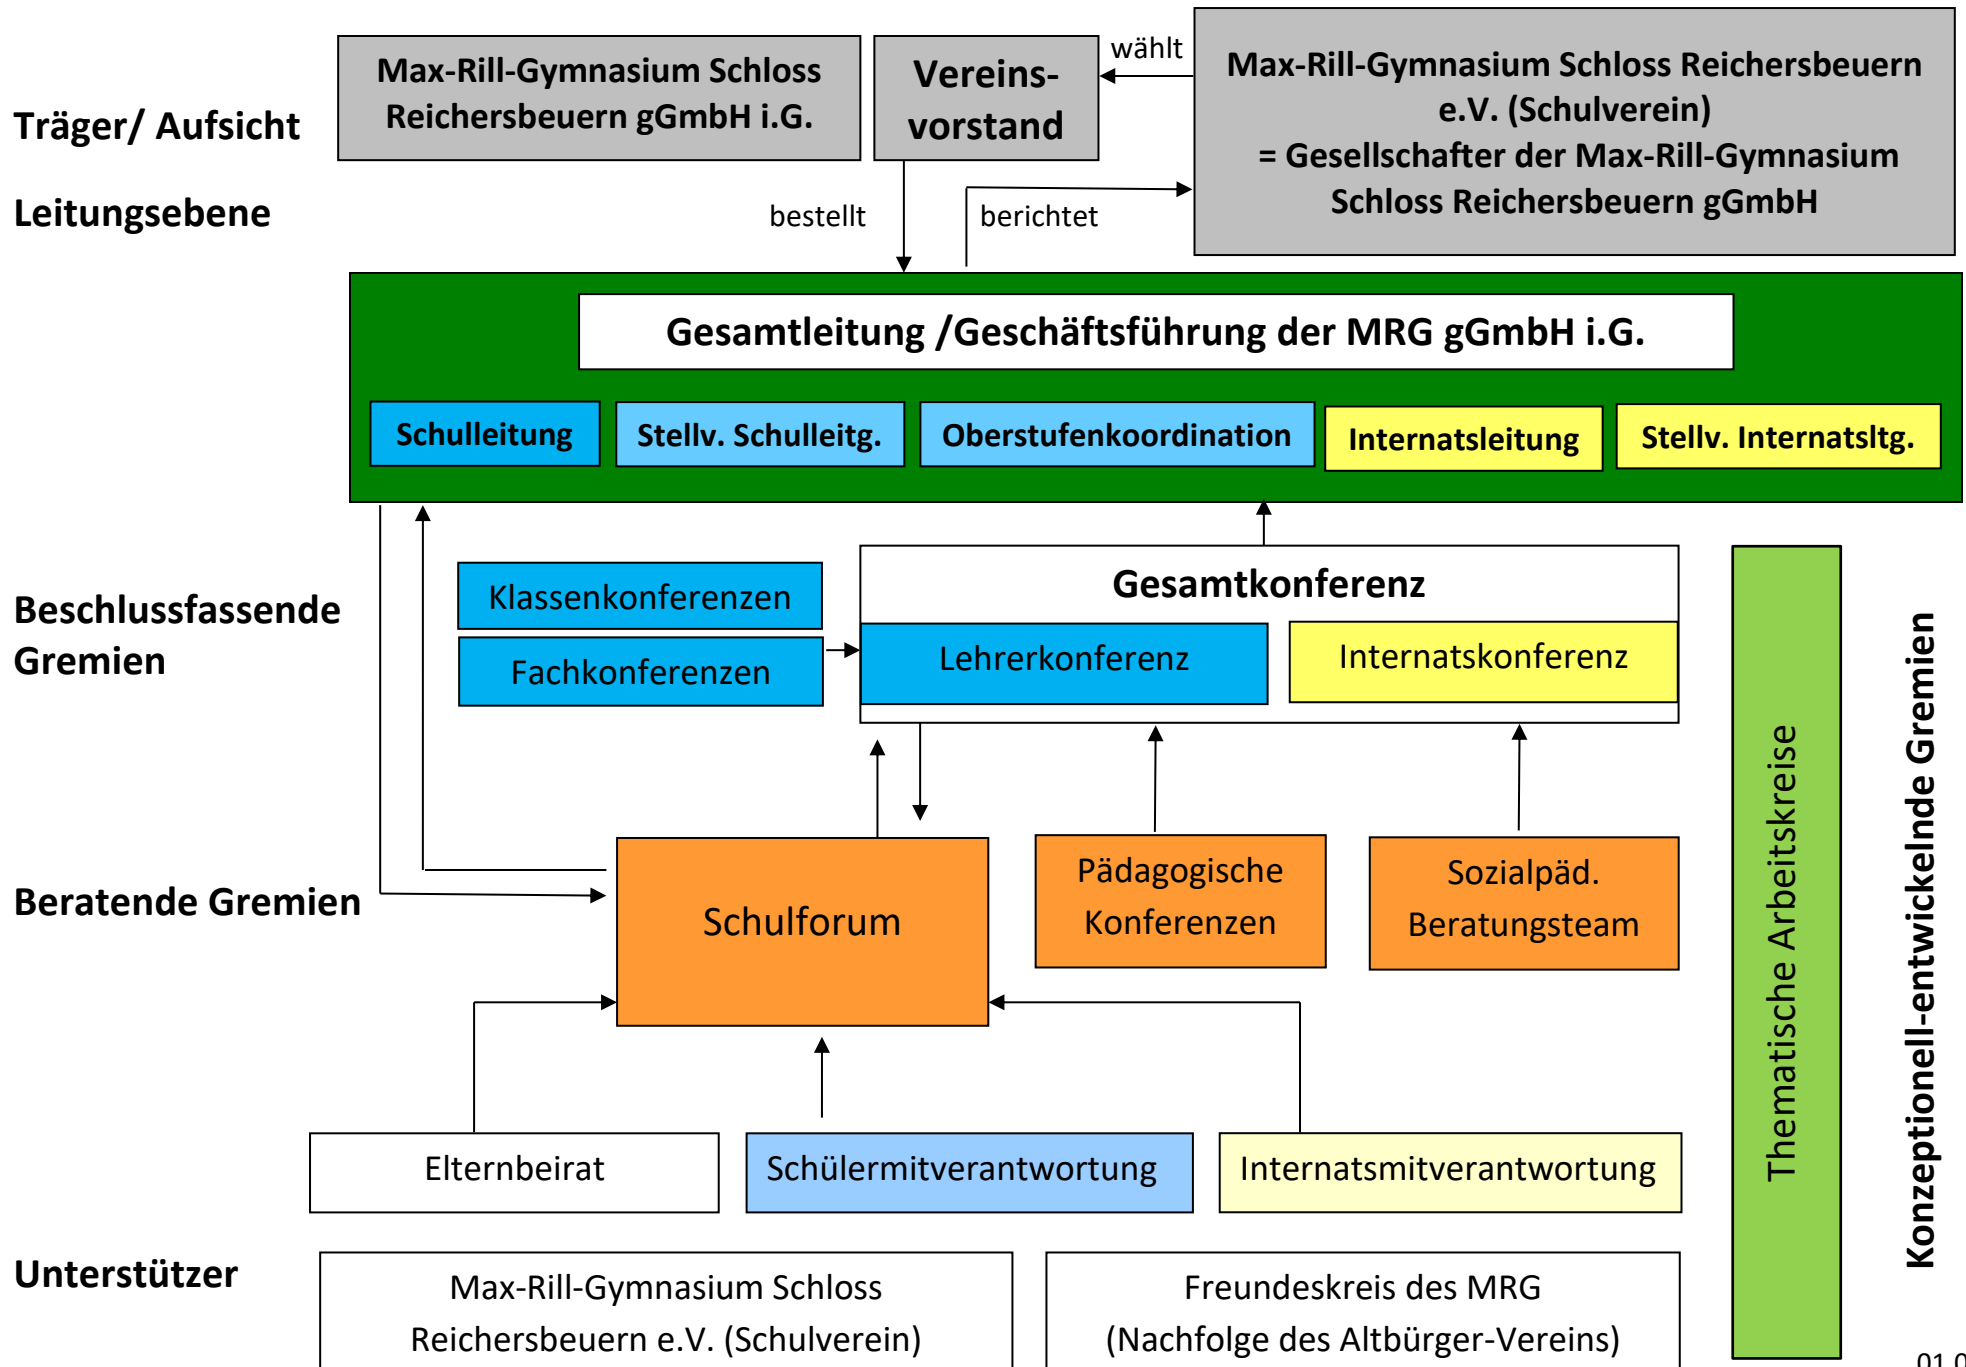 Träger/ Aufsicht
Max-Rill-Gymnasium Schloss
Reichersbeuern gGmbH i.G.
Vereins-
vorstand
wählt
Max-Rill-Gymnasium Schloss Reichersbeuern
e.V. (Schulverein)
= Gesellschafter der Max-Rill-Gymnasium
Schloss Reichersbeuern gGmbH
Leitungsebene
bestellt
berichtet
Gesamtleitung /Geschäftsführung der MRG gGmbH i.G.
Schulleitung
Stellv. Schulleitg.
Oberstufenkoordination
Internatsleitung
Stellv. Internatsltg.
Beschlussfassende
Gremien
Klassenkonferenzen
Fachkonferenzen
Gesamtkonferenz
Lehrerkonferenz
Internatskonferenz
Beratende Gremien
Schulforum
Pädagogische
Konferenzen
Sozialpäd.
Beratungsteam
Elternbeirat
Schülermitverantwortung
Internatsmitverantwortung
Unterstützer
Max-Rill-Gymnasium Schloss
Reichersbeuern e.V. (Schulverein)
Freundeskreis des MRG
(Nachfolge des Altbürger-Vereins)
Thematische Arbeitskreise
Konzeptionell-entwickelnde Gremien